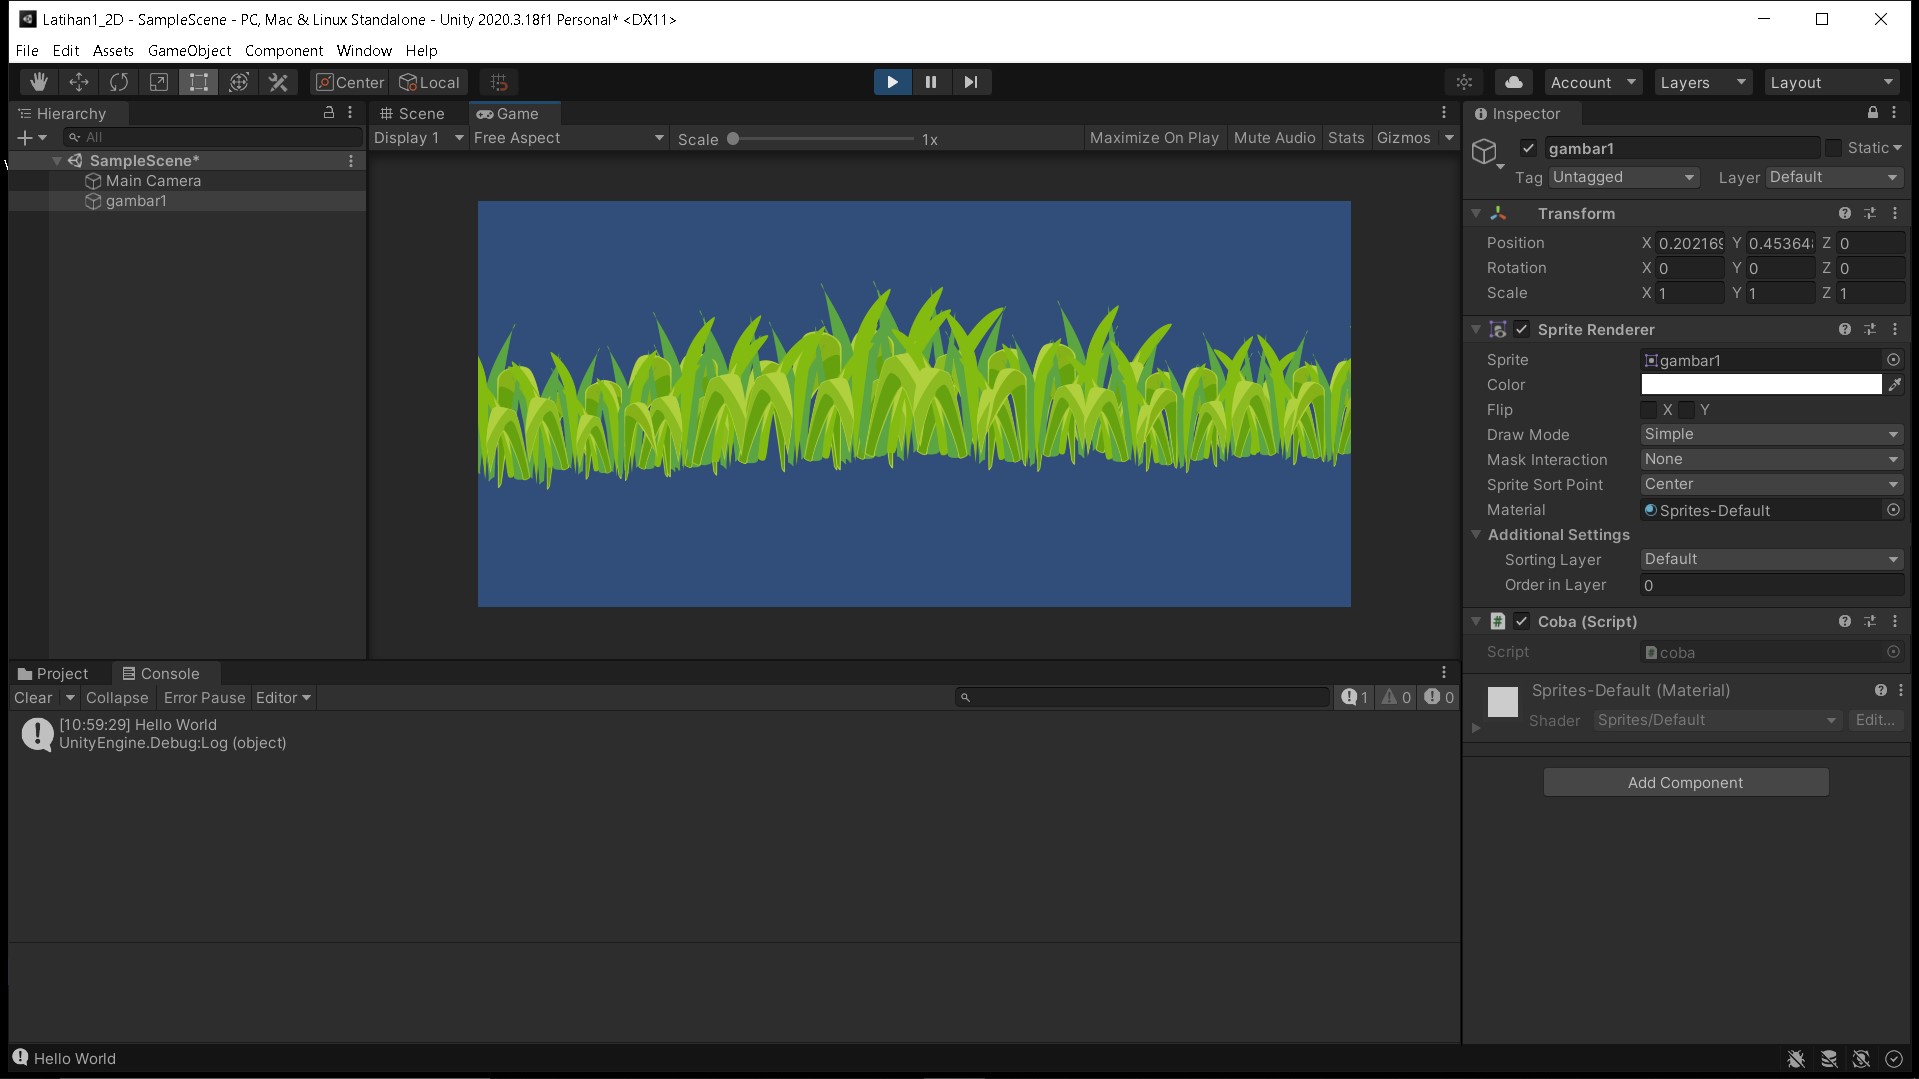 Latihan1_2D - SampleScene - PC, Mac & Linux Standalone - Unity 2020.3.18f1 Personal* <DX11>
File Edit Assets GameObject Component Window Help
Center Local Account Layers Layout
Hierarchy
All
SampleScene*
Main Camera
gambar1
Scene Game
Display 1 Free Aspect Scale 1x Maximize On Play Mute Audio Stats Gizmos
Inspector
gambar1 Static
Tag Untagged Layer Default
Transform
Position X 0.202169 Y 0.45364 Z 0
Rotation X 0 Y 0 Z 0
Scale X 1 Y 1 Z 1
Sprite Renderer
Sprite gambar1
Color
Flip X Y
Draw Mode Simple
Mask Interaction None
Sprite Sort Point Center
Material Sprites-Default
Additional Settings
Sorting Layer Default
Order in Layer 0
# Coba (Script)
Script coba
Sprites-Default (Material)
Shader Sprites/Default Edit...
Add Component
Project Console
Clear Collapse Error Pause Editor 1 0 0
[10:59:29] Hello World
UnityEngine.Debug:Log (object)
Hello World